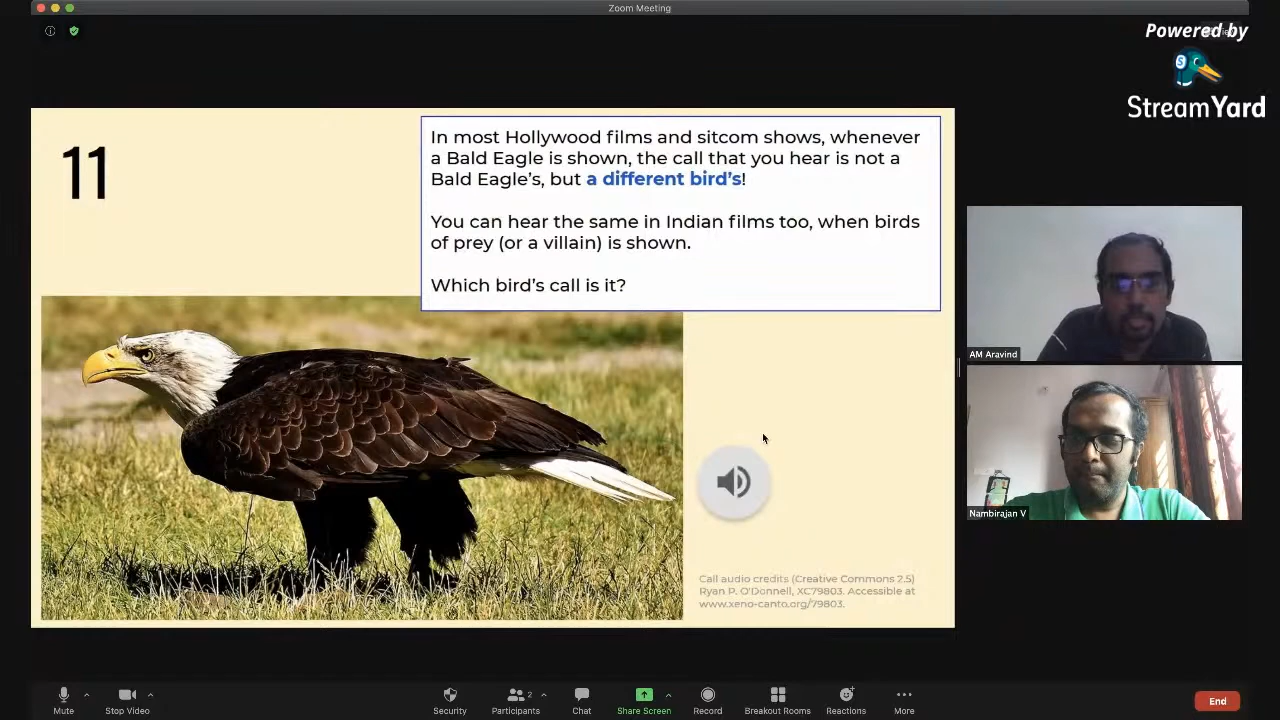 Zoom Meeting
Powered by
StreamYard
11
In most Hollywood films and sitcom shows, whenever
a Bald Eagle is shown, the call that you hear is not a
Bald Eagle's, but a different bird's!
You can hear the same in Indian films too, when birds
of prey (or a villain) is shown.
Which bird's call is it?
Call audio credits (Creative Commons 2.5)
Ryan P. O'Donnell, XC79803. Accessible at
www.xeno-canto.org/79803.
AM Aravind
Nambirajan V
Mute
Stop Video
Security
Participants
2
Chat
Share Screen
Record
Breakout Rooms
Reactions
More
End